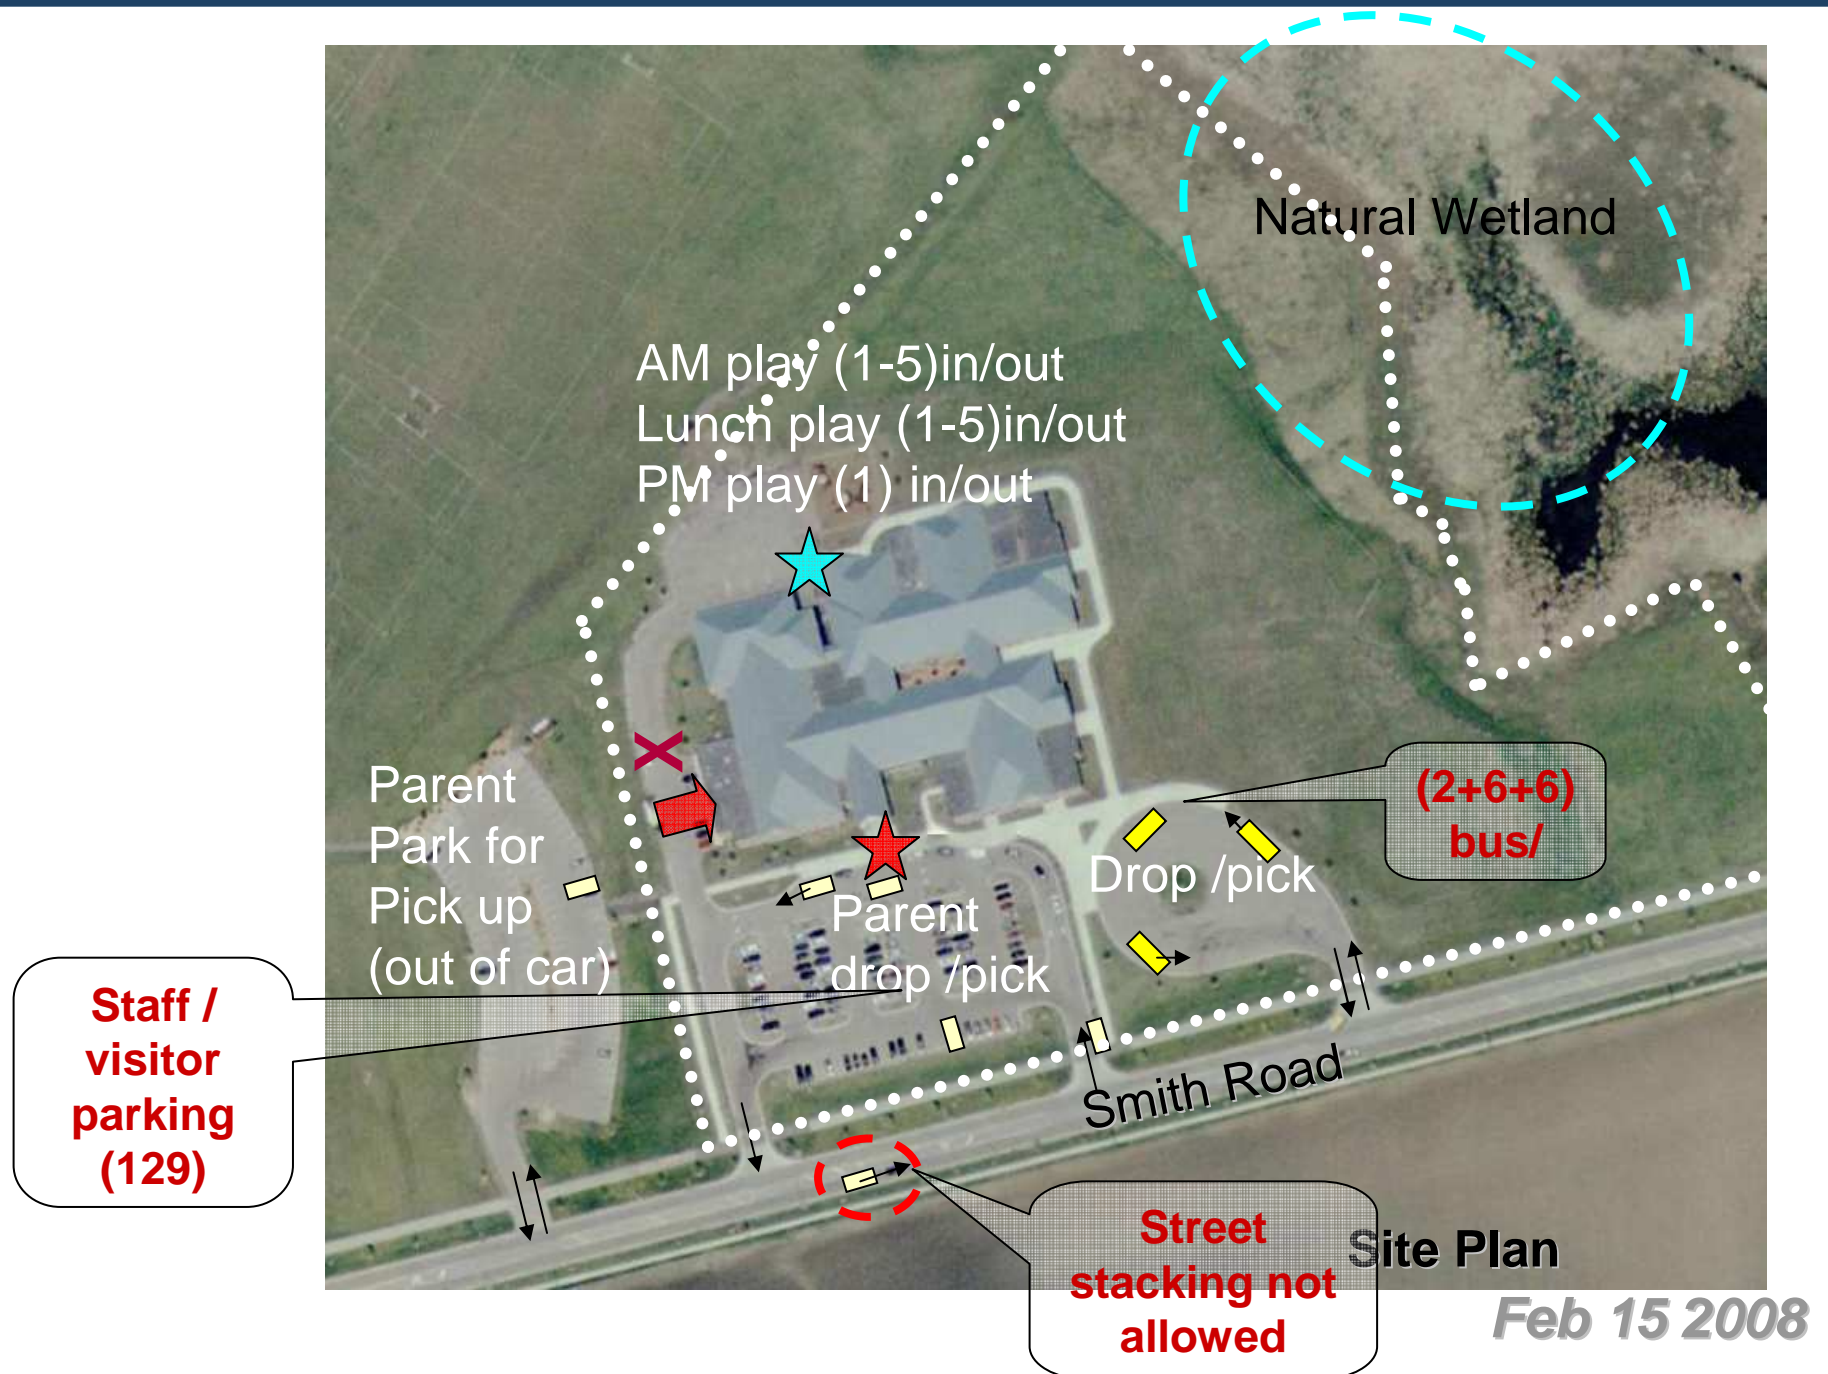 Natural Wetland
AM play (1-5)in/out
Lunch play (1-5)in/out
PM play (1) in/out
X
Parent
Park for
Pick up
(out of car)
(2+6+6)
bus/
Drop /pick
Parent
drop /pick
Staff /
visitor
parking
(129)
Smith Road
Street
stacking not
allowed
Site Plan
Feb 15 2008